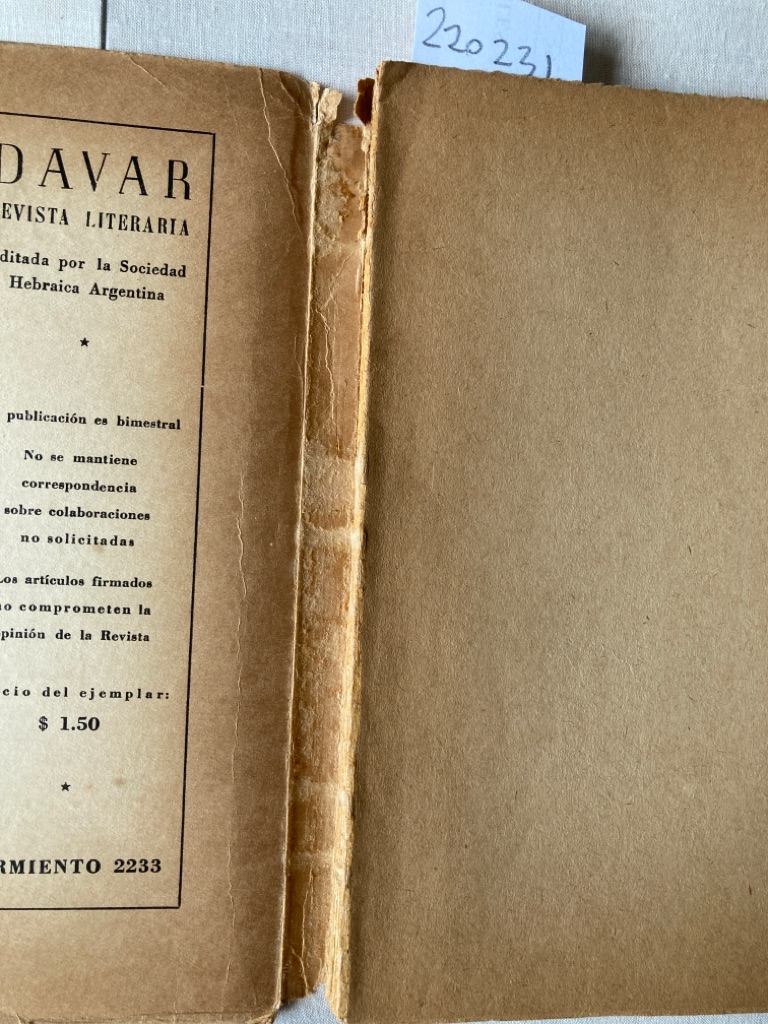 220231
DAVAR
EVISTA LITERARIA
ditada por la Sociedad
Hebraica Argentina
publicación es bimestral
No se mantiene
correspondencia
sobre colaboraciones
no solicitadas
Los artículos firmados
no comprometen la
pinión de la Revista
cio del ejemplar:
$ 1.50
RMIENTO 2233